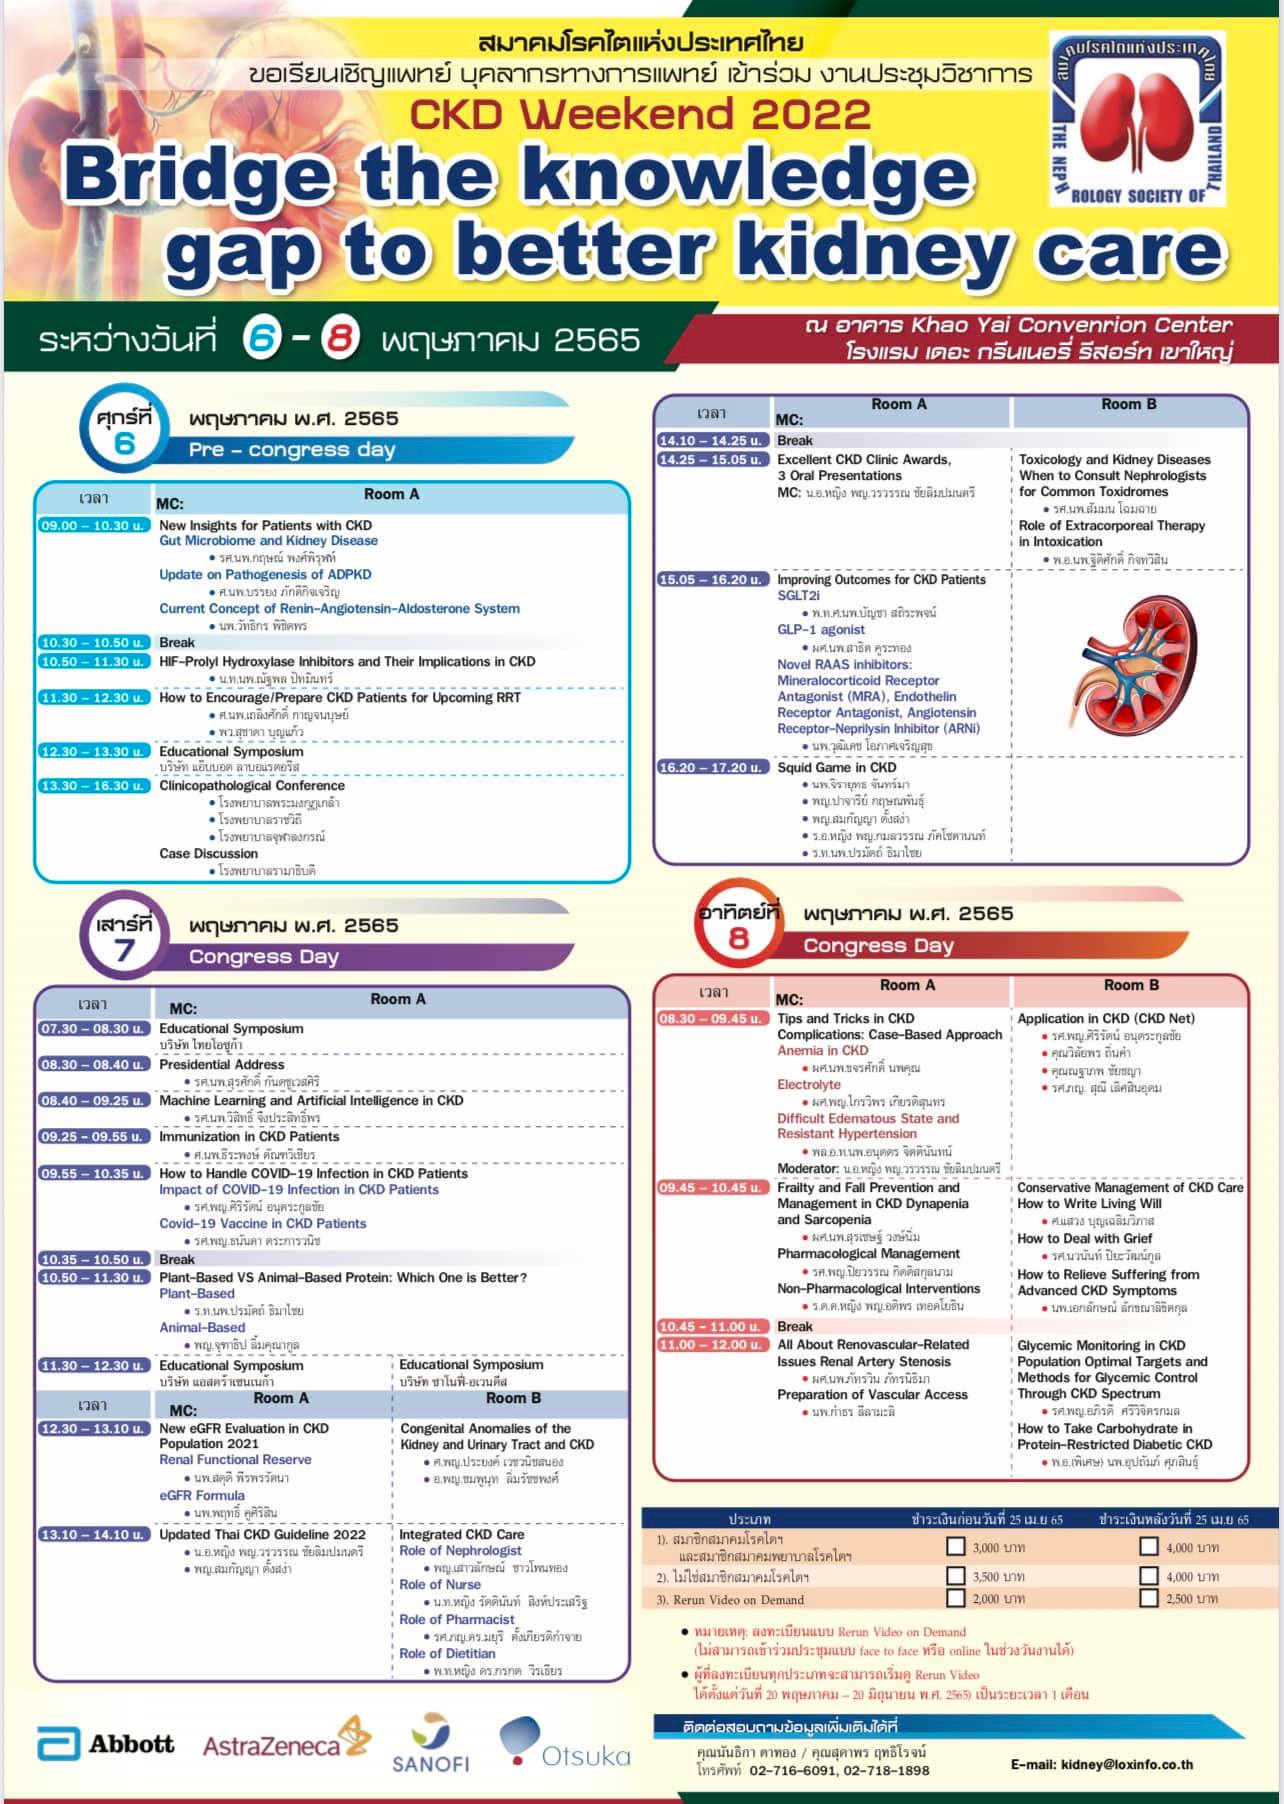 สมาคมโรคไตแห่งประเทศไทย
ขอเรียนเชิญแพทย์ บุคลากรทางการแพทย์ เข้าร่วม งานประชุมวิชาการ
CKD Weekend 2022
Bridge the knowledge
gap to better kidney care
สมาคมโรคไตแห่งประเทศไทย
THE NEPHROLOGY SOCIETY OF THAILAND
ระหว่างวันที่ 6 - 8 พฤษภาคม 2565
ณ อาคาร Khao Yai Convenrion Center
โรงแรม เดอะ กรีนเนอรี่ รีสอร์ท เขาใหญ่
ศุกร์ที่ 6
พฤษภาคม พ.ศ. 2565
Pre - congress day
เวลา MC: Room A
09.00 – 10.30 น. New Insights for Patients with CKD
Gut Microbiome and Kidney Disease
• รศ.นพ.กฤษณ์ พงศ์พิรุฬห์
Update on Pathogenesis of ADPKD
• ศ.นพ.บรรยง ภักดีกิจเจริญ
Current Concept of Renin–Angiotensin–Aldosterone System
• นพ.วัทธิกร พิชิตพร
10.30 – 10.50 น. Break
10.50 – 11.30 น. HIF–Prolyl Hydroxylase Inhibitors and Their Implications in CKD
• น.ท.นพ.ณัฐพล ปัทมินทร์
11.30 – 12.30 น. How to Encourage/Prepare CKD Patients for Upcoming RRT
• ศ.นพ.เถลิงศักดิ์ กาญจนบุษย์
• พว.สุชาดา บุญแก้ว
12.30 – 13.30 น. Educational Symposium
บริษัท แอ๊บบอต ลาบอแรตอรีส
13.30 – 16.30 น. Clinicopathological Conference
• โรงพยาบาลพระมงกุฎเกล้า
• โรงพยาบาลราชวิถี
• โรงพยาบาลจุฬาลงกรณ์
Case Discussion
• โรงพยาบาลรามาธิบดี
เสาร์ที่ 7
พฤษภาคม พ.ศ. 2565
Congress Day
เวลา MC: Room A
07.30 – 08.30 น. Educational Symposium
บริษัท ไทยโอซูก้า
08.30 – 08.40 น. Presidential Address
• รศ.นพ.สุรศักดิ์ กันตชูเวสศิริ
08.40 – 09.25 น. Machine Learning and Artificial Intelligence in CKD
• รศ.นพ.วิสิทธิ์ จึงประสิทธิ์พร
09.25 - 09.55 น. Immunization in CKD Patients
• ศ.นพ.ธีระพงษ์ ตัณฑวิเชียร
09.55 – 10.35 น. How to Handle COVID–19 Infection in CKD Patients
Impact of COVID–19 Infection in CKD Patients
• รศ.พญ.ศิริรัตน์ อนุตระกูลชัย
Covid–19 Vaccine in CKD Patients
• รศ.พญ.ธนันดา ตระการวนิช
10.35 – 10.50 น. Break
10.50 – 11.30 น. Plant–Based VS Animal–Based Protein: Which One is Better?
Plant–Based
• ร.ท.นพ.ปรมัตถ์ ธิมาไชย
Animal–Based
• พญ.จุฑาธิป ลิ้มคุณากูล
11.30 – 12.30 น. Educational Symposium
บริษัท แอสตร้าเซนเนก้า
Educational Symposium
บริษัท ซาโนฟี่-อเวนตีส
เวลา MC: Room A Room B
12.30 – 13.10 น. New eGFR Evaluation in CKD
Population 2021
Renal Functional Reserve
• นพ.สดุดี พีรพรรัตนา
eGFR Formula
• นพ.พฤทธิ์ คูศิริสิน
Congenital Anomalies of the
Kidney and Urinary Tract and CKD
• ศ.พญ.ประยงค์ เวชวนิชสนอง
• อ.พญ.ชมพูนุท ลิ่มรัชชพงศ์
13.10 – 14.10 น. Updated Thai CKD Guideline 2022
• น.อ.หญิง พญ.วรวรรณ ชัยลิมปมนตรี
• พญ.สมกัญญา ตั้งสง่า
Integrated CKD Care
Role of Nephrologist
• พญ.เสาวลักษณ์ ชาวโพนทอง
Role of Nurse
• น.ท.หญิง รัตตินันท์ สิงห์ประเสริฐ
Role of Pharmacist
• รศ.ภญ.ดร.มยุรี ตั้งเกียรติกำจาย
Role of Dietitian
• พ.ท.หญิง ดร.กรกต วีรเธียร
เวลา MC: Room A Room B
14.10 – 14.25 น. Break
14.25 – 15.05 น. Excellent CKD Clinic Awards,
3 Oral Presentations
MC: น.อ.หญิง พญ.วรวรรณ ชัยลิมปมนตรี
Toxicology and Kidney Diseases
When to Consult Nephrologists
for Common Toxidromes
• รศ.นพ.สัมมน โฉมฉาย
Role of Extracorporeal Therapy
in Intoxication
• พ.อ.นพ.ฐิติศักดิ์ กิจทวีสิน
15.05 – 16.20 น. Improving Outcomes for CKD Patients
SGLT2i
• พ.ท.ศ.นพ.บัญชา สถิระพจน์
GLP–1 agonist
• ผศ.นพ.สาธิต คูระทอง
Novel RAAS inhibitors:
Mineralocorticoid Receptor
Antagonist (MRA), Endothelin
Receptor Antagonist, Angiotensin
Receptor–Neprilysin Inhibitor (ARNi)
• นพ.วุฒิเดช โอภาศเจริญสุข
16.20 – 17.20 น. Squid Game in CKD
• นพ.จิรายุทธ จันทร์มา
• พญ.ปาจารีย์ กฤษณพันธุ์
• พญ.สมกัญญา ตั้งสง่า
• ร.อ.หญิง พญ.กมลวรรณ ภัคโชตานนท์
• ร.ท.นพ.ปรมัตถ์ ธิมาไชย
อาทิตย์ที่ 8
พฤษภาคม พ.ศ. 2565
Congress Day
เวลา MC: Room A Room B
08.30 – 09.45 น. Tips and Tricks in CKD
Complications: Case–Based Approach
Anemia in CKD
• ผศ.นพ.ขจรศักดิ์ นพคุณ
Electrolyte
• ผศ.พญ.ไกรวิพร เกียรติสุนทร
Difficult Edematous State and
Resistant Hypertension
• พล.อ.ท.นพ.อนุตตร จิตตินันทน์
Moderator: น.อ.หญิง พญ.วรวรรณ ชัยลิมปมนตรี
Application in CKD (CKD Net)
• รศ.พญ.ศิริรัตน์ อนุตระกูลชัย
• คุณวิลัยพร ถิ่นคำ
• คุณณฐาภพ ชัยชญา
• รศ.ภญ. สุณี เลิศสินอุดม
09.45 – 10.45 น. Frailty and Fall Prevention and
Management in CKD Dynapenia
and Sarcopenia
• ผศ.นพ.สุรเชษฐ์ วงษ์นิ่ม
Pharmacological Management
• รศ.พญ.ปิยวรรณ กิตติสกุลนาม
Non–Pharmacological Interventions
• ร.ต.ต.หญิง พญ.อติพร เทอดโยธิน
Conservative Management of CKD Care
How to Write Living Will
• ศ.แสวง บุญเฉลิมวิภาส
How to Deal with Grief
• รศ.นวนันท์ ปิยะวัฒน์กูล
How to Relieve Suffering from
Advanced CKD Symptoms
• นพ.เอกลักษณ์ ลักขณาลิขิตกุล
10.45 - 11.00 น. Break
11.00 – 12.00 น. All About Renovascular–Related
Issues Renal Artery Stenosis
• ผศ.นพ.ภัทรวิน ภัทรนิธิมา
Preparation of Vascular Access
• นพ.กำธร ลีลามะลิ
Glycemic Monitoring in CKD
Population Optimal Targets and
Methods for Glycemic Control
Through CKD Spectrum
• รศ.พญ.อภิรดี ศรีวิจิตรกมล
How to Take Carbohydrate in
Protein–Restricted Diabetic CKD
• พ.อ.(พิเศษ) นพ.อุปถัมภ์ ศุภสินธุ์
ประเภท ชำระเงินก่อนวันที่ 25 เม.ย 65 ชำระเงินหลังวันที่ 25 เม.ย 65
1). สมาชิกสมาคมโรคไตฯ
และสมาชิกสมาคมพยาบาลโรคไตฯ 3,000 บาท 4,000 บาท
2). ไม่ใช่สมาชิกสมาคมโรคไตฯ 3,500 บาท 4,000 บาท
3). Rerun Video on Demand 2,000 บาท 2,500 บาท
• หมายเหตุ: ลงทะเบียนแบบ Rerun Video on Demand
(ไม่สามารถเข้าร่วมประชุมแบบ face to face หรือ online ในช่วงวันงานได้)
• ผู้ที่ลงทะเบียนทุกประเภทจะสามารถเริ่มดู Rerun Video
ได้ตั้งแต่วันที่ 20 พฤษภาคม – 20 มิถุนายน พ.ศ. 2565) เป็นระยะเวลา 1 เดือน
ติดต่อสอบถามข้อมูลเพิ่มเติมได้ที่
คุณนันธิกา ตาทอง / คุณสุดาพร ฤทธิโรจน์
โทรศัพท์ 02–716–6091, 02–718–1898
E–mail: kidney@loxinfo.co.th
Abbott
AstraZeneca
SANOFI
Otsuka